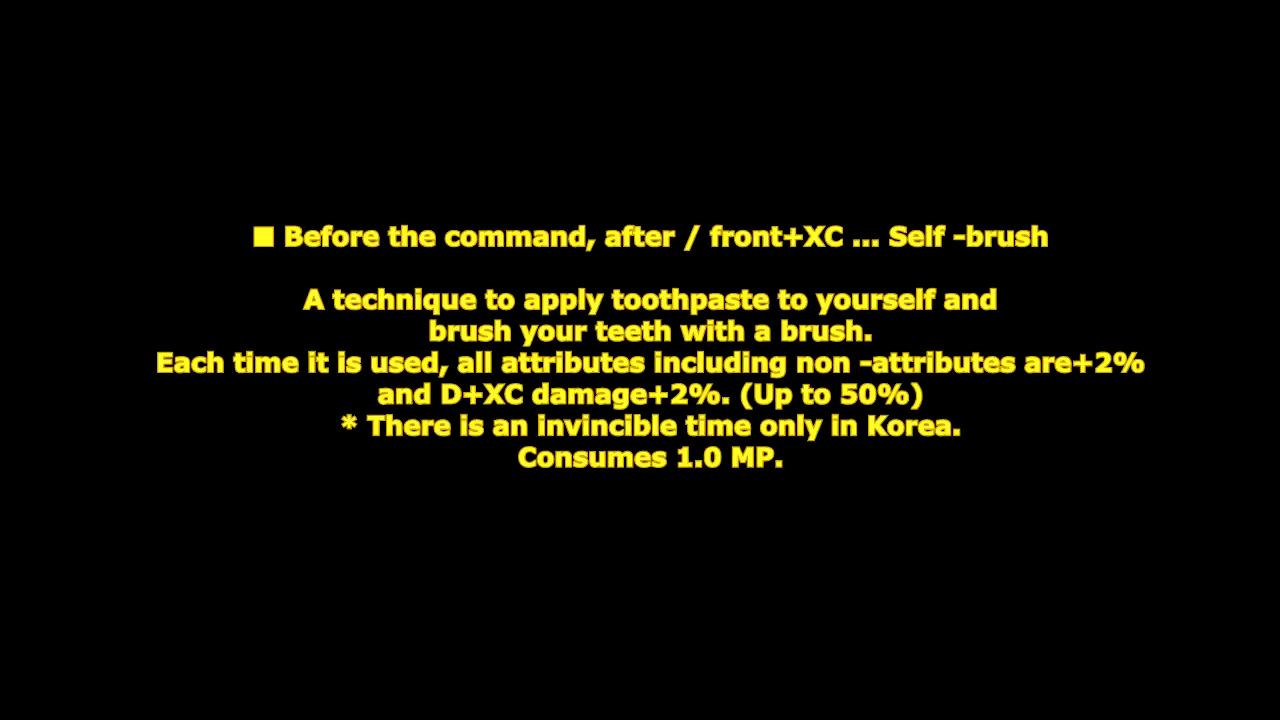 ■ Before the command, after / front+XC ... Self -brush
A technique to apply toothpaste to yourself and
brush your teeth with a brush.
Each time it is used, all attributes including non -attributes are+2%
and D+XC damage+2%. (Up to 50%)
* There is an invincible time only in Korea.
Consumes 1.0 MP.